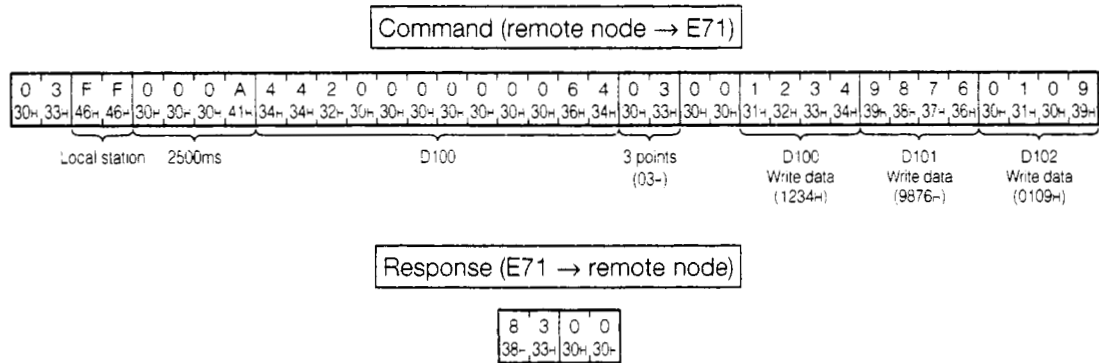 Command (remote node → E71)
0 3 F F 0 0 0 A 4 4 2 0 0 0 0 0 0 0 6 4 0 3 0 0 1 2 3 4 9 8 7 6 0 1 0 9
30H 33H 46H 46H 30H 30H 30H 41H 34H 34H 32H 30H 30H 30H 30H 30H 30H 30H 36H 34H 30H 33H 30H 30H 31H 32H 33H 34H 39H 38H 37H 36H 30H 31H 30H 39H
Local station 2500ms D100 3 points D100 D101 D102
(03H) Write data Write data Write data
(1234H) (9876H) (0109H)
Response (E71 → remote node)
8 3 0 0
38H 33H 30H 30H